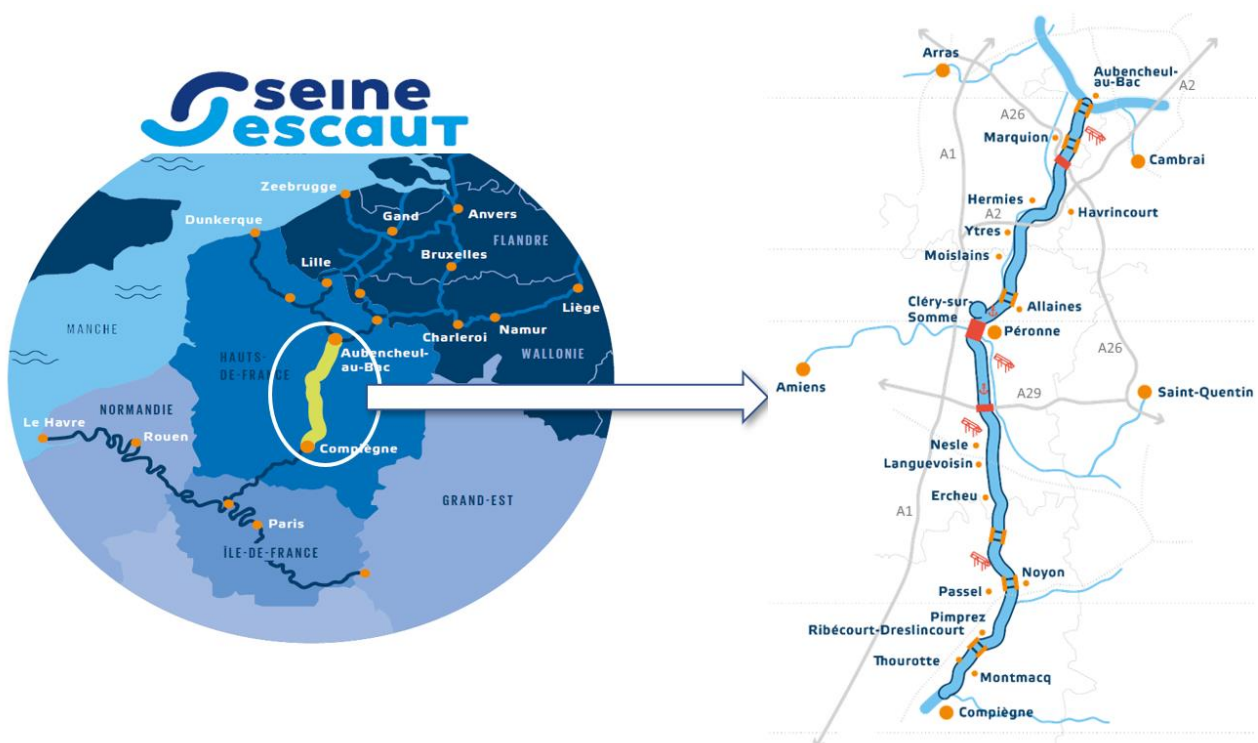 seine
escaut
Zeebrugge
Dunkerque
Gand
Anvers
FLANDRE
Lille
Bruxelles
Liège
MANCHE
Charleroi
Namur
WALLONIE
HAUTS-
DE-FRANCE
Aubencheul-
au-Bac
NORMANDIE
Le Havre
Rouen
Compiègne
GRAND-EST
Paris
ÎLE-DE-FRANCE
Arras
Aubencheul-
au-Bac
A2
A26
Marquion
A1
Cambrai
Hermies
A2
Havrincourt
Ytres
Moislains
Cléry-sur-
Somme
Allaines
Péronne
A26
Amiens
A29
Saint-Quentin
Nesle
Languevoisin
Ercheu
A1
Noyon
Passel
Pimprez
Ribécourt-Dreslincourt
Thourotte
Montmacq
Compiègne